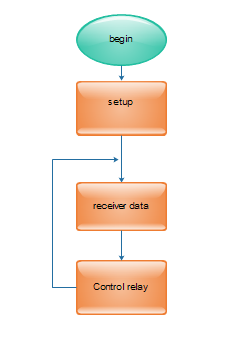 begin
setup
receiver data
Control relay